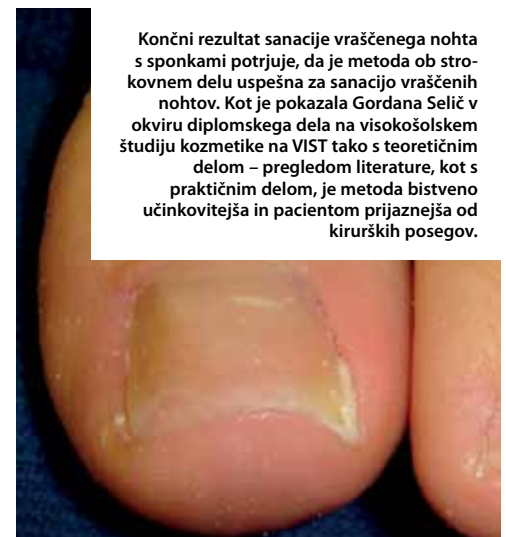 Končni rezultat sanacije vraščenega nohta
s sponkami potrjuje, da je metoda ob stro-
kovnem delu uspešna za sanacijo vraščenih
nohtov. Kot je pokazala Gordana Selič v
okviru diplomskega dela na visokošolskem
študiju kozmetike na VIST tako s teoretičnim
delom – pregledom literature, kot s
praktičnim delom, je metoda bistveno
učinkovitejša in pacientom prijaznejša od
kirurških posegov.